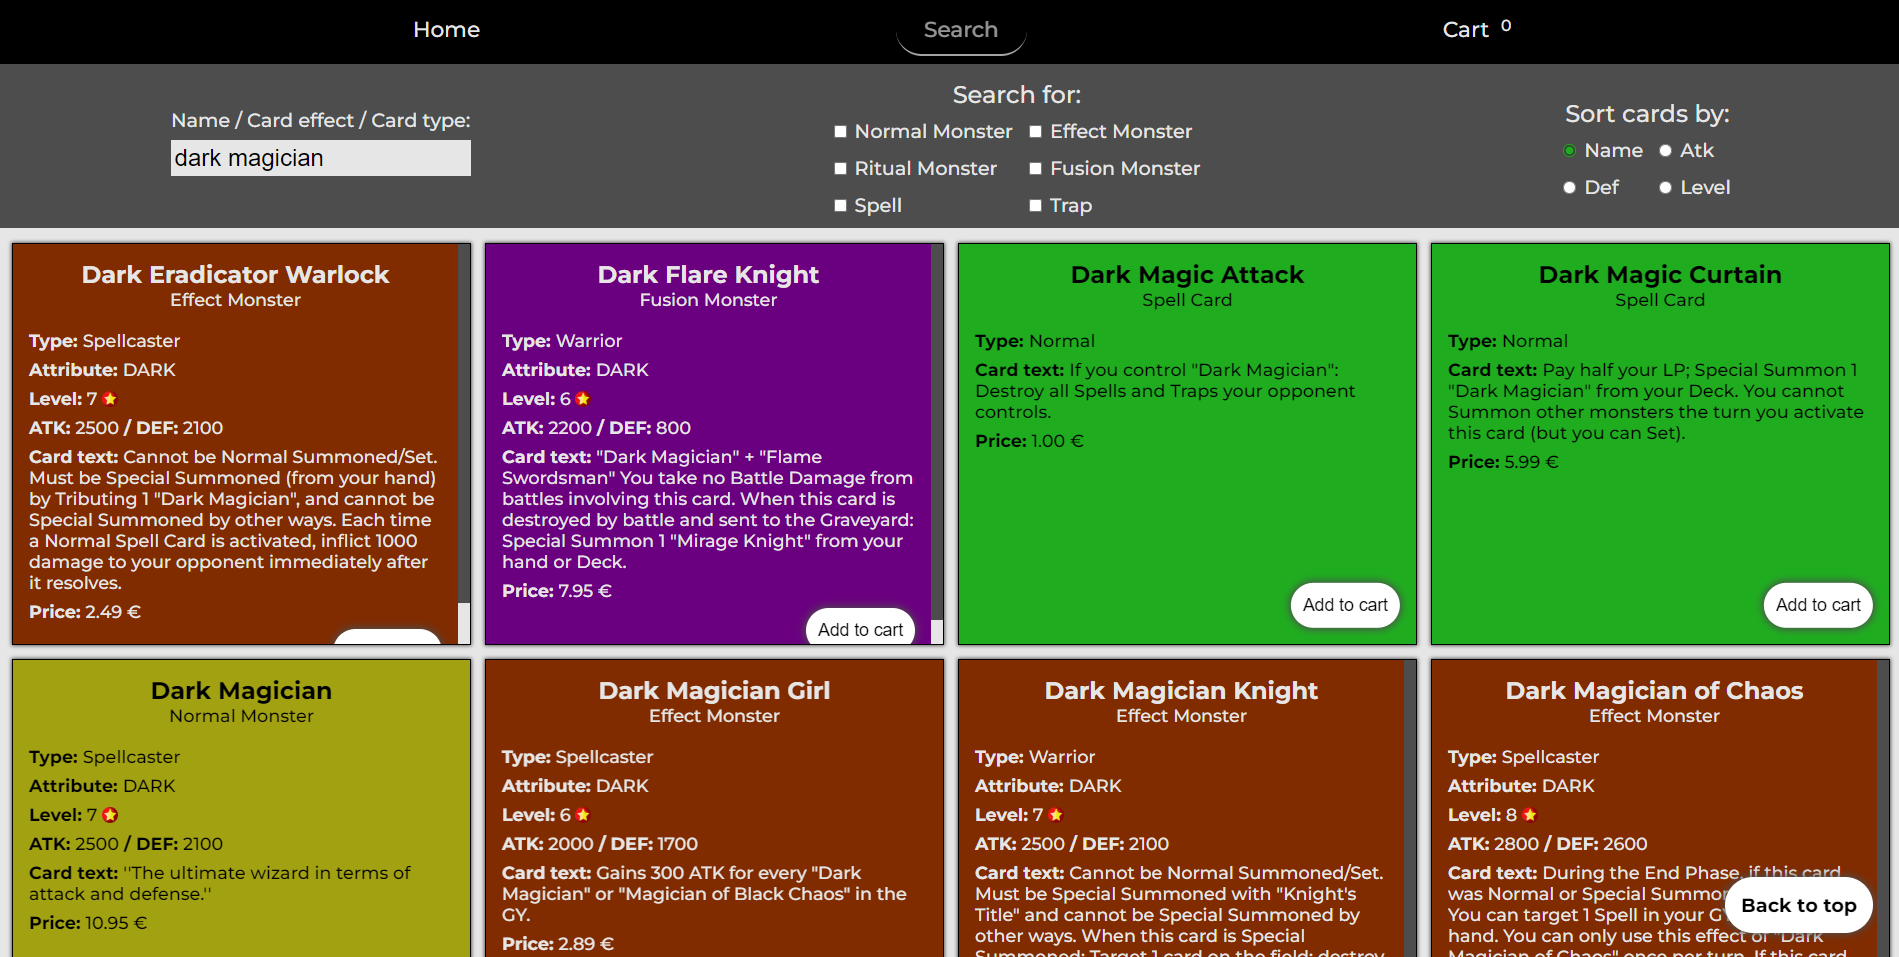 Home
Search
Cart 0
Name / Card effect / Card type:
dark magician
Search for:
Normal Monster
Effect Monster
Ritual Monster
Fusion Monster
Spell
Trap
Sort cards by:
Name
Atk
Def
Level
Dark Eradicator Warlock
Effect Monster
Type: Spellcaster
Attribute: DARK
Level: 7
ATK: 2500 / DEF: 2100
Card text: Cannot be Normal Summoned/Set.
Must be Special Summoned (from your hand)
by Tributing 1 "Dark Magician", and cannot be
Special Summoned by other ways. Each time
a Normal Spell Card is activated, inflict 1000
damage to your opponent immediately after
it resolves.
Price: 2.49 €
Dark Flare Knight
Fusion Monster
Type: Warrior
Attribute: DARK
Level: 6
ATK: 2200 / DEF: 800
Card text: "Dark Magician" + "Flame
Swordsman" You take no Battle Damage from
battles involving this card. When this card is
destroyed by battle and sent to the Graveyard:
Special Summon 1 "Mirage Knight" from your
hand or Deck.
Price: 7.95 €
Add to cart
Dark Magic Attack
Spell Card
Type: Normal
Card text: If you control "Dark Magician":
Destroy all Spells and Traps your opponent
controls.
Price: 1.00 €
Add to cart
Dark Magic Curtain
Spell Card
Type: Normal
Card text: Pay half your LP; Special Summon 1
"Dark Magician" from your Deck. You cannot
Summon other monsters the turn you activate
this card (but you can Set).
Price: 5.99 €
Add to cart
Dark Magician
Normal Monster
Type: Spellcaster
Attribute: DARK
Level: 7
ATK: 2500 / DEF: 2100
Card text: ''The ultimate wizard in terms of
attack and defense.''
Price: 10.95 €
Dark Magician Girl
Effect Monster
Type: Spellcaster
Attribute: DARK
Level: 6
ATK: 2000 / DEF: 1700
Card text: Gains 300 ATK for every "Dark
Magician" or "Magician of Black Chaos" in the
GY.
Price: 2.89 €
Dark Magician Knight
Effect Monster
Type: Warrior
Attribute: DARK
Level: 7
ATK: 2500 / DEF: 2100
Card text: Cannot be Normal Summoned/Set.
Must be Special Summoned with "Knight's
Title" and cannot be Special Summoned by
other ways. When this card is Special
Summoned: Target 1 card on the field; destroy
Dark Magician of Chaos
Effect Monster
Type: Spellcaster
Attribute: DARK
Level: 8
ATK: 2800 / DEF: 2600
Card text: During the End Phase, if this card
was Normal or Special
You can target 1 Spell in your
hand. You can only use this effect of "Dark
Magician of Chaos" once per turn. If this card
Back to top